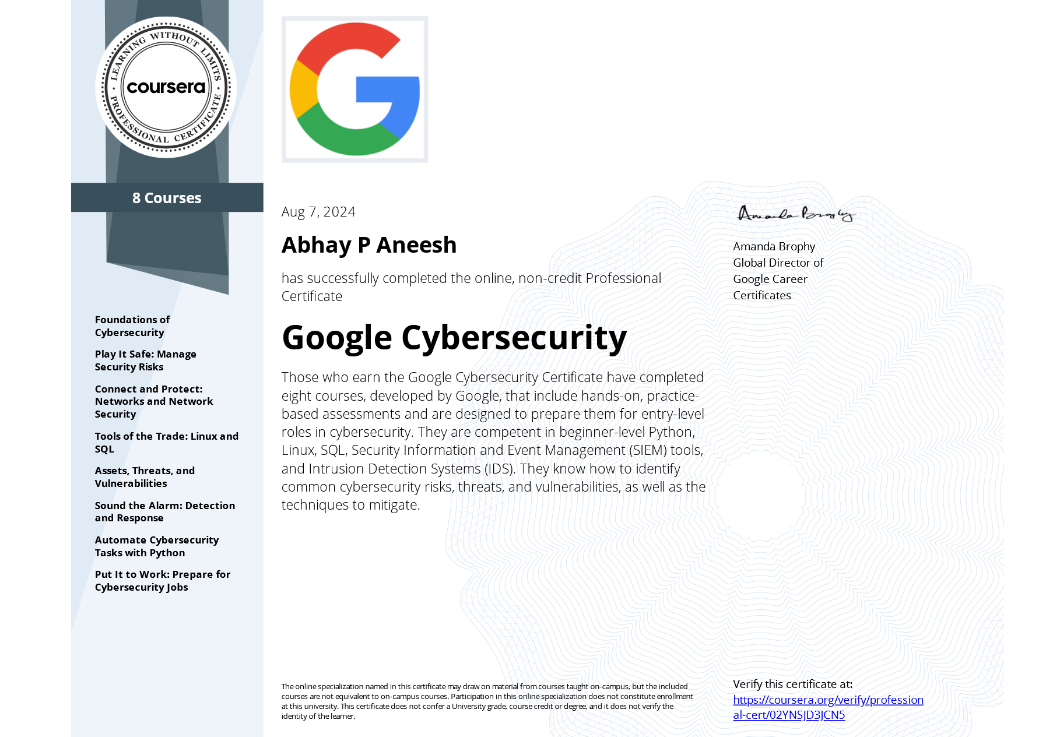 LEARNING WITHOUT LIMITS
coursera
PROFESSIONAL CERTIFICATE
8 Courses
Foundations of
Cybersecurity
Play It Safe: Manage
Security Risks
Connect and Protect:
Networks and Network
Security
Tools of the Trade: Linux and
SQL
Assets, Threats, and
Vulnerabilities
Sound the Alarm: Detection
and Response
Automate Cybersecurity
Tasks with Python
Put It to Work: Prepare for
Cybersecurity Jobs
Aug 7, 2024
Abhay P Aneesh
has successfully completed the online, non-credit Professional
Certificate
Google Cybersecurity
Those who earn the Google Cybersecurity Certificate have completed
eight courses, developed by Google, that include hands-on, practice-
based assessments and are designed to prepare them for entry-level
roles in cybersecurity. They are competent in beginner-level Python,
Linux, SQL, Security Information and Event Management (SIEM) tools,
and Intrusion Detection Systems (IDS). They know how to identify
common cybersecurity risks, threats, and vulnerabilities, as well as the
techniques to mitigate.
Amanda Brophy
Amanda Brophy
Global Director of
Google Career
Certificates
The online specialization named in this certificate may draw on material from courses taught on-campus, but the included
courses are not equivalent to on-campus courses. Participation in this online specialization does not constitute enrollment
at this university. This certificate does not confer a University grade, course credit or degree, and it does not verify the
identity of the learner.
Verify this certificate at:
https://coursera.org/verify/profession
al-cert/02YNSJD3JCN5